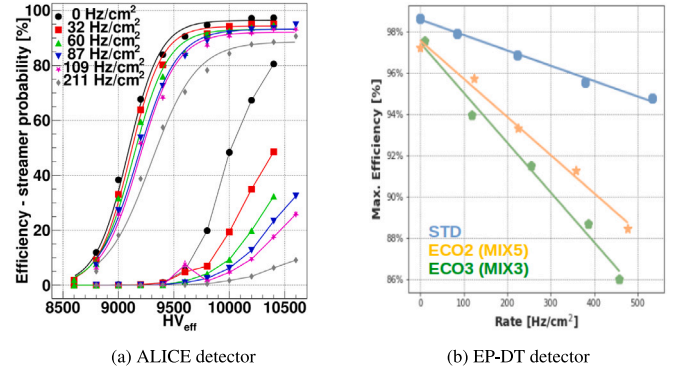 Efficiency - streamer probability [%]
100
80
60
40
20
0
0 Hz/cm²
32 Hz/cm²
60 Hz/cm²
87 Hz/cm²
109 Hz/cm²
211 Hz/cm²
8500 9000 9500 10000 10500
HVeff
(a) ALICE detector
Max. Efficiency [%]
98%
96%
94%
92%
90%
88%
86%
STD
ECO2 (MIX5)
ECO3 (MIX3)
0 100 200 300 400 500
Rate [Hz/cm²]
(b) EP-DT detector